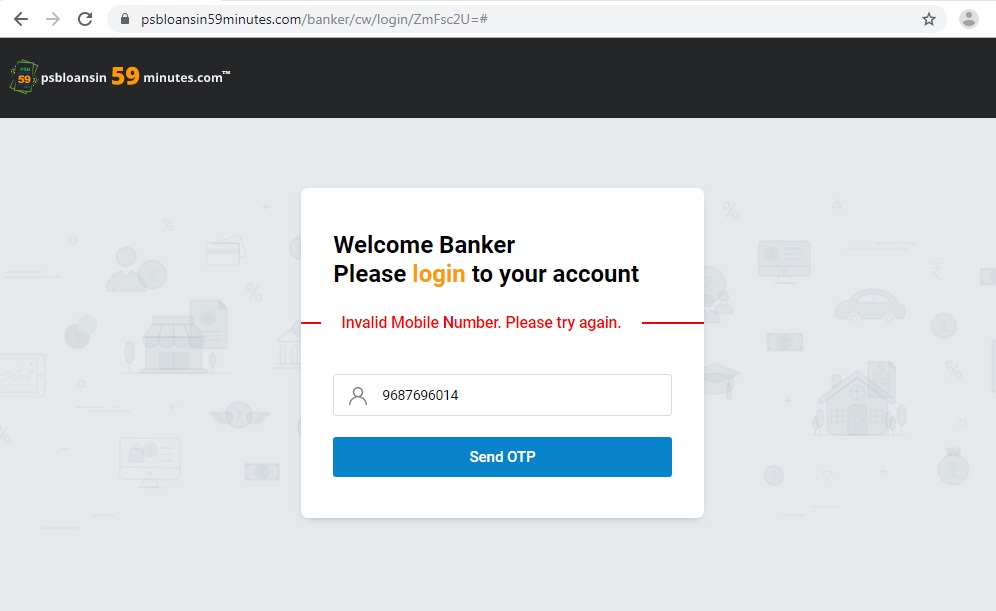 psbloansin59minutes.com/banker/cw/login/ZmFsc2U=#
PSB
59
psbloansin 59 minutes.com™
Welcome Banker
Please login to your account
Invalid Mobile Number. Please try again.
9687696014
Send OTP